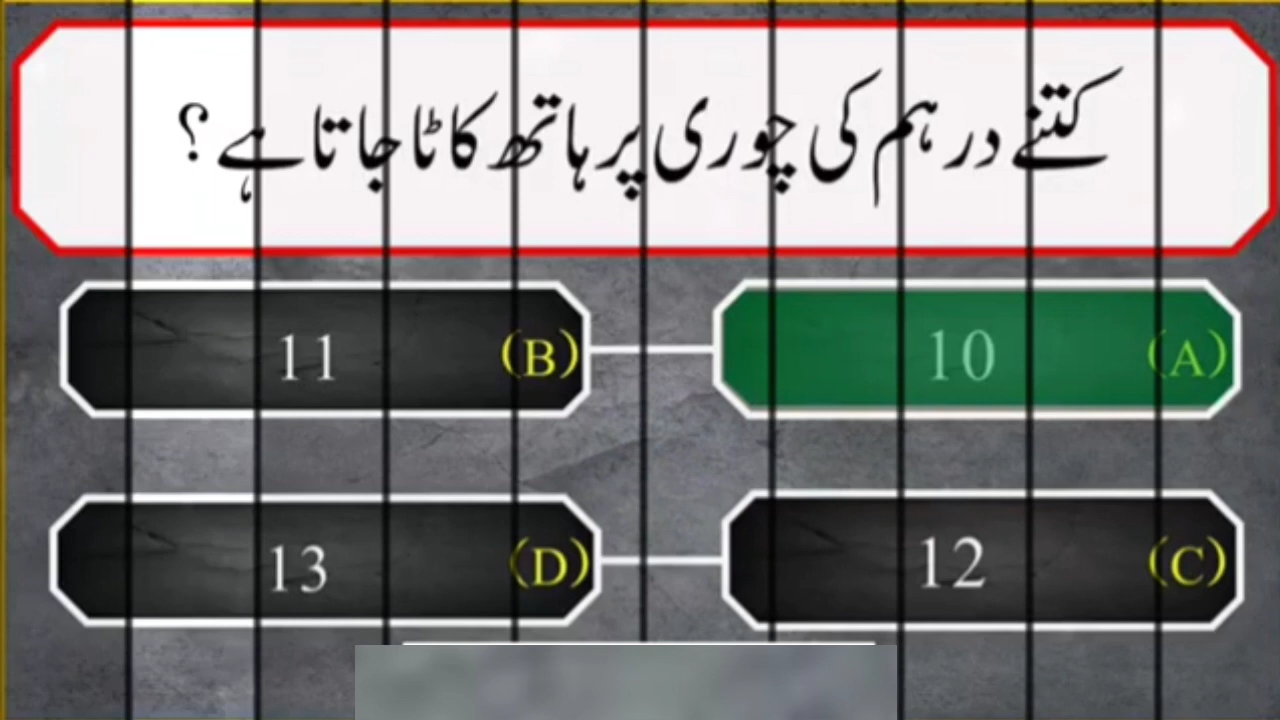 کتنے درہم کی چوری پر ہاتھ کاٹا جاتا ہے ؟
(A) 10
(B) 11
(C) 12
(D) 13